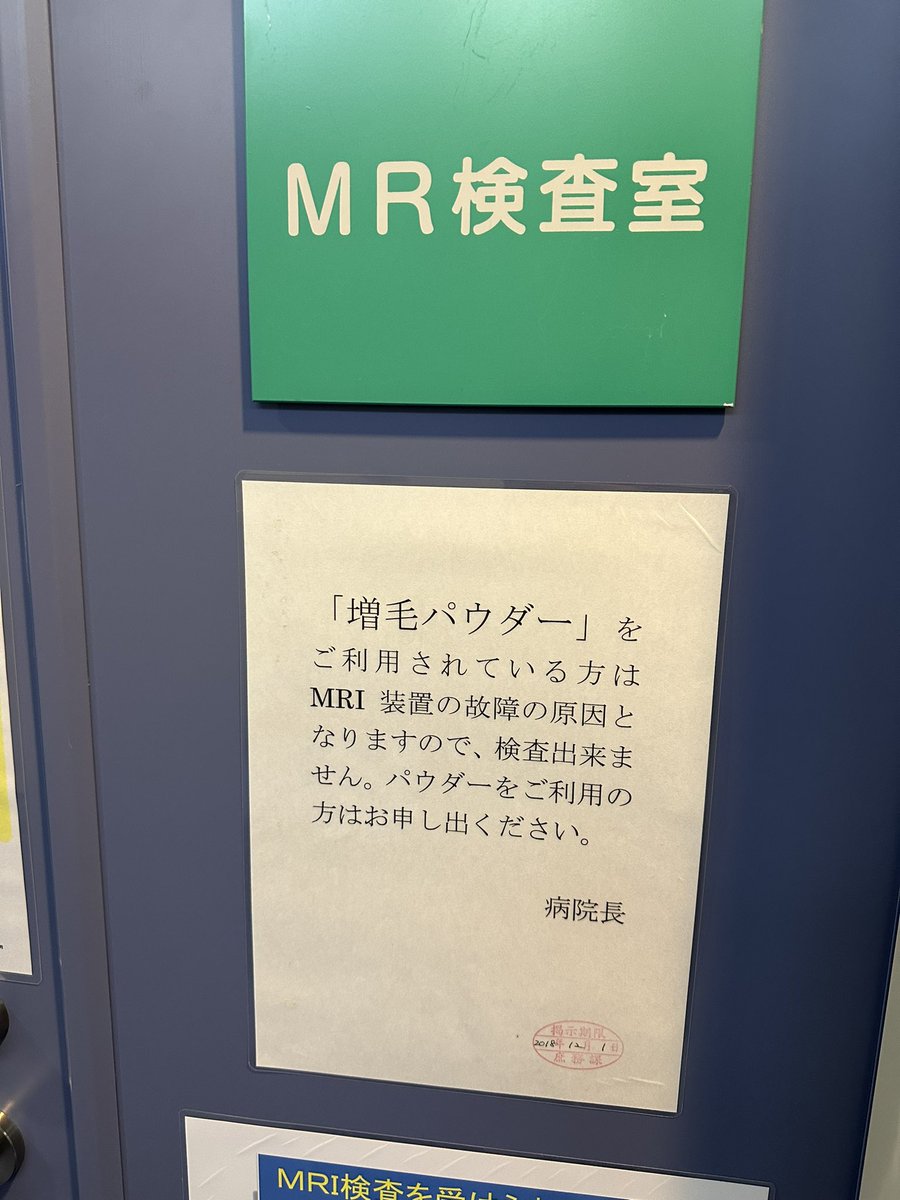 MR検査室
「増毛パウダー」を
ご利用されている方は
MRI 装置の故障の原因と
なりますので、検査出来ま
せん。パウダーをご利用の
方はお申し出ください。
病院長
掲示期限
2018年12月1日
庶務課
MRI検査を受け